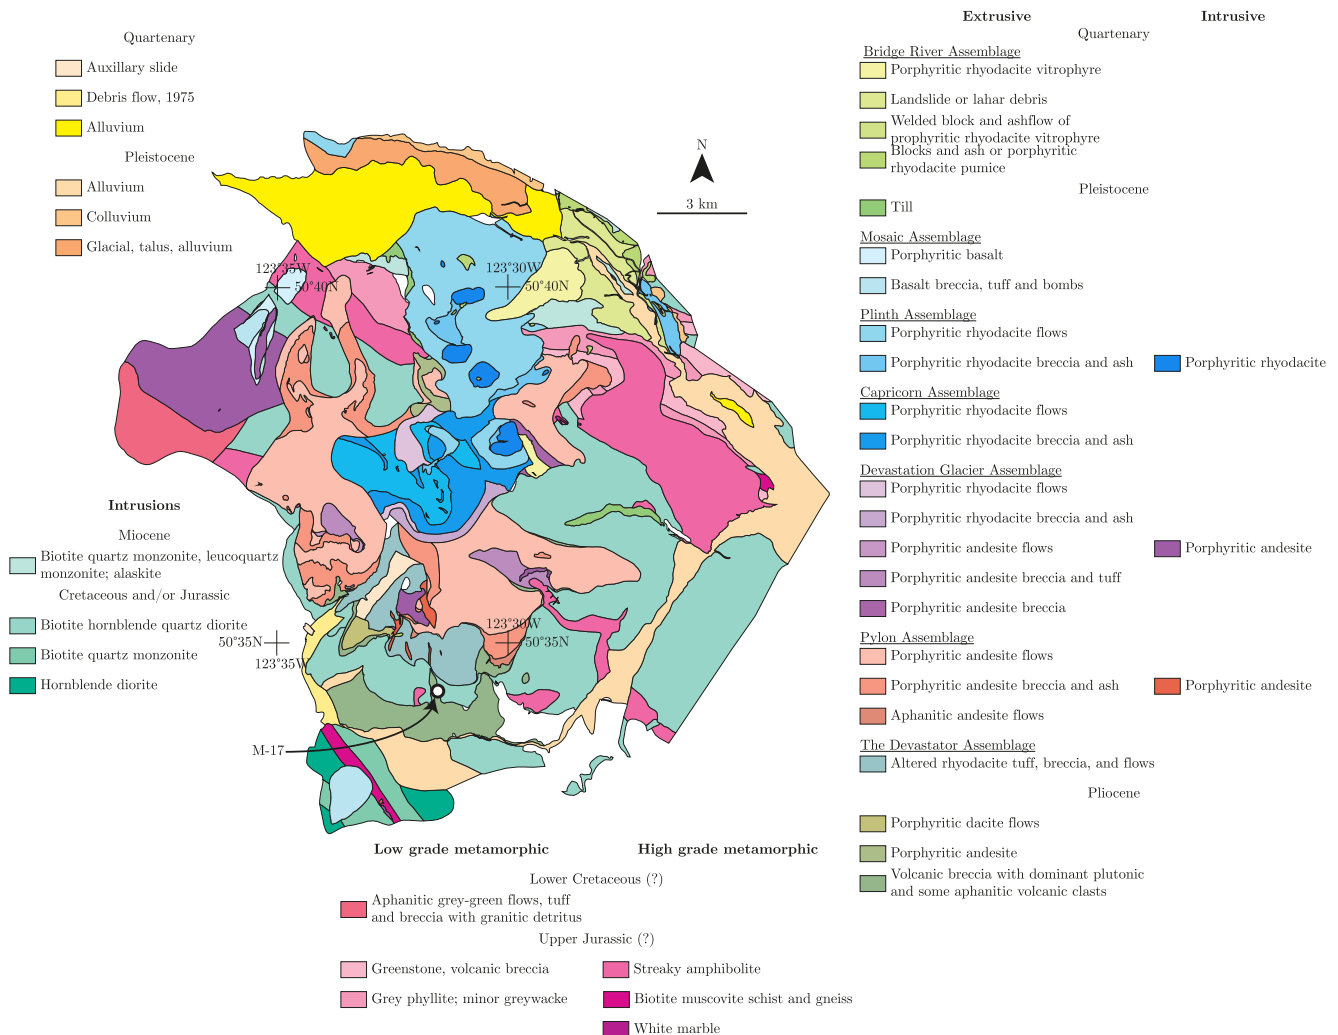 Quartenary
Auxillary slide
Debris flow, 1975
Alluvium
Pleistocene
Alluvium
Colluvium
Glacial, talus, alluvium
Intrusions
Miocene
Biotite quartz monzonite, leucoquartz
monzonite; alaskite
Cretaceous and/or Jurassic
Biotite hornblende quartz diorite
Biotite quartz monzonite
Hornblende diorite
N
3 km
123°35W
50°40N
123°30W
50°40N
50°35N
123°35W
123°30W
50°35N
M-17
Extrusive
Intrusive
Quartenary
Bridge River Assemblage
Porphyritic rhyodacite vitrophyre
Landslide or lahar debris
Welded block and ashflow of
prophyritic rhyodacite vitrophyre
Blocks and ash or porphyritic
rhyodacite pumice
Pleistocene
Till
Mosaic Assemblage
Porphyritic basalt
Basalt breccia, tuff and bombs
Plinth Assemblage
Porphyritic rhyodacite flows
Porphyritic rhyodacite breccia and ash
Porphyritic rhyodacite
Capricorn Assemblage
Porphyritic rhyodacite flows
Porphyritic rhyodacite breccia and ash
Devastation Glacier Assemblage
Porphyritic rhyodacite flows
Porphyritic rhyodacite breccia and ash
Porphyritic andesite flows
Porphyritic andesite
Porphyritic andesite breccia and tuff
Porphyritic andesite breccia
Pylon Assemblage
Porphyritic andesite flows
Porphyritic andesite breccia and ash
Porphyritic andesite
Aphanitic andesite flows
The Devastator Assemblage
Altered rhyodacite tuff, breccia, and flows
Pliocene
Porphyritic dacite flows
Porphyritic andesite
Volcanic breccia with dominant plutonic
and some aphanitic volcanic clasts
Low grade metamorphic
High grade metamorphic
Lower Cretaceous (?)
Aphanitic grey-green flows, tuff
and breccia with granitic detritus
Upper Jurassic (?)
Greenstone, volcanic breccia
Streaky amphibolite
Grey phyllite; minor greywacke
Biotite muscovite schist and gneiss
White marble